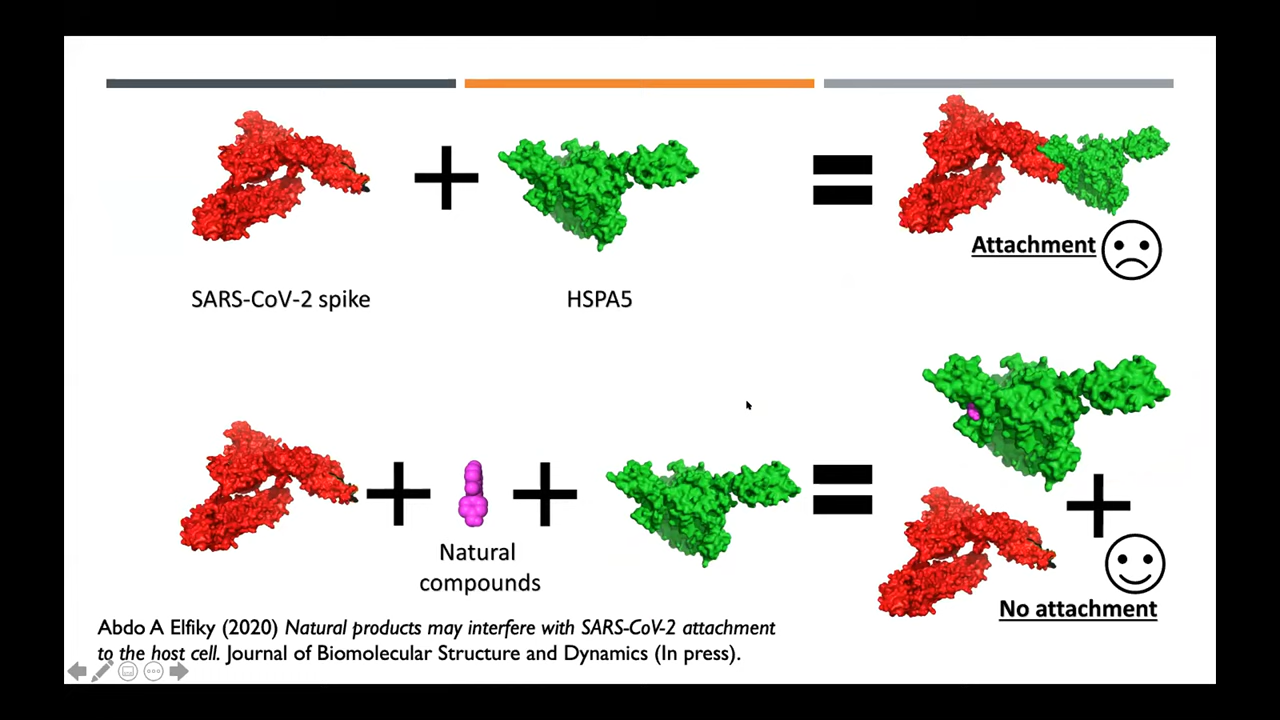 Attachment
SARS-CoV-2 spike
HSPA5
Natural
compounds
No attachment
Abdo A Elfiky (2020) Natural products may interfere with SARS-CoV-2 attachment
to the host cell. Journal of Biomolecular Structure and Dynamics (In press).